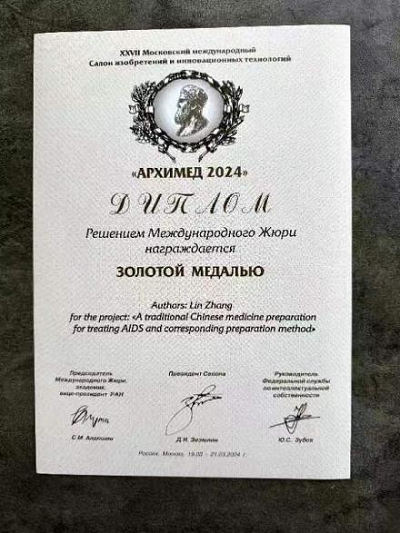 XXVII Московский международный
Салон изобретений и инновационных технологий
«АРХИМЕД 2024»
ДИПЛОМ
Решением Международного Жюри
награждается
ЗОЛОТОЙ МЕДАЛЬЮ
Authors: Lin Zhang
for the project: «A traditional Chinese medicine preparation
for treating AIDS and corresponding preparation method»
Председатель
Международного Жюри,
академик,
вице-президент РАН
С.М. Алдошин
Президент Салона
Д.И. Зезюлин
Руководитель
Федеральной службы
по интеллектуальной
собственности
Ю.С. Зубов
Россия, Москва, 19.03 – 21.03.2024 г.